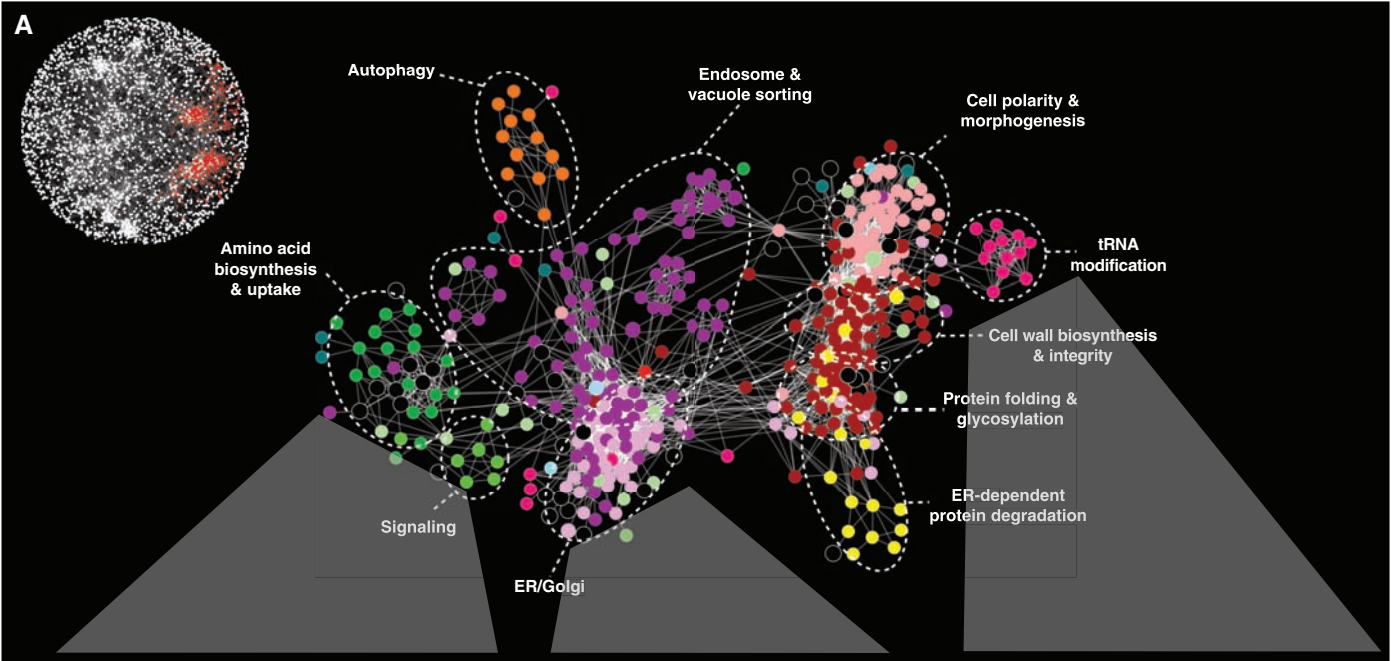 A
Autophagy
Endosome &
vacuole sorting
Cell polarity &
morphogenesis
Amino acid
biosynthesis
& uptake
tRNA
modification
Cell wall biosynthesis
& integrity
Protein folding &
glycosylation
ER-dependent
protein degradation
Signaling
ER/Golgi